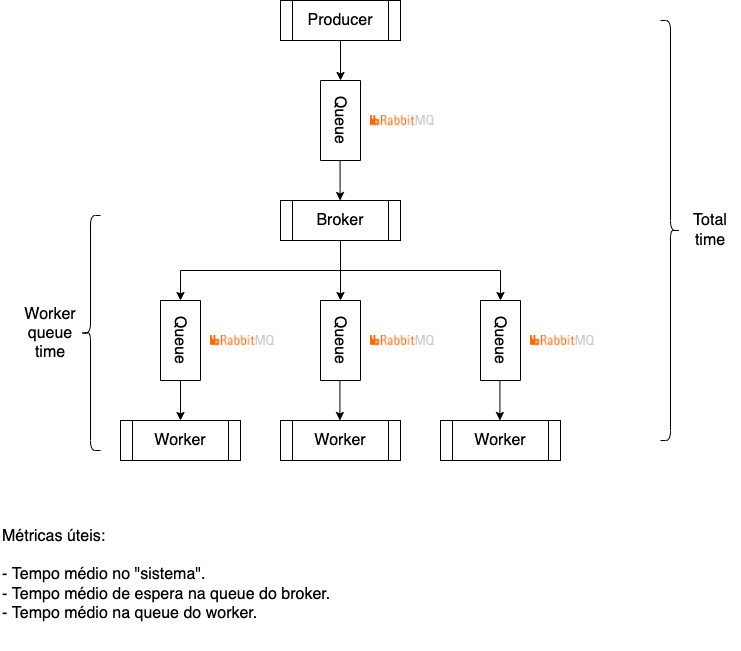 Producer
Queue
RabbitMQ
Broker
Total
time
Worker
queue
time
Queue
RabbitMQ
Queue
RabbitMQ
Queue
RabbitMQ
Worker
Worker
Worker
Métricas úteis:
- Tempo médio no "sistema".
- Tempo médio de espera na queue do broker.
- Tempo médio na queue do worker.